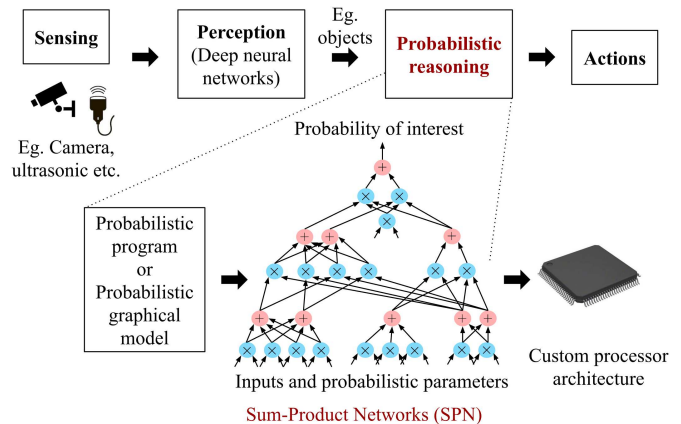 Sensing
Perception
(Deep neural
networks)
Eg.
objects
Probabilistic
reasoning
Actions
Eg. Camera,
ultrasonic etc.
Probability of interest
+
× ×
×
+ + +
× × × × × ×
+ + + + +
× × × × × × × × ×
Probabilistic
program
or
Probabilistic
graphical
model
Inputs and probabilistic parameters
Sum-Product Networks (SPN)
Custom processor
architecture